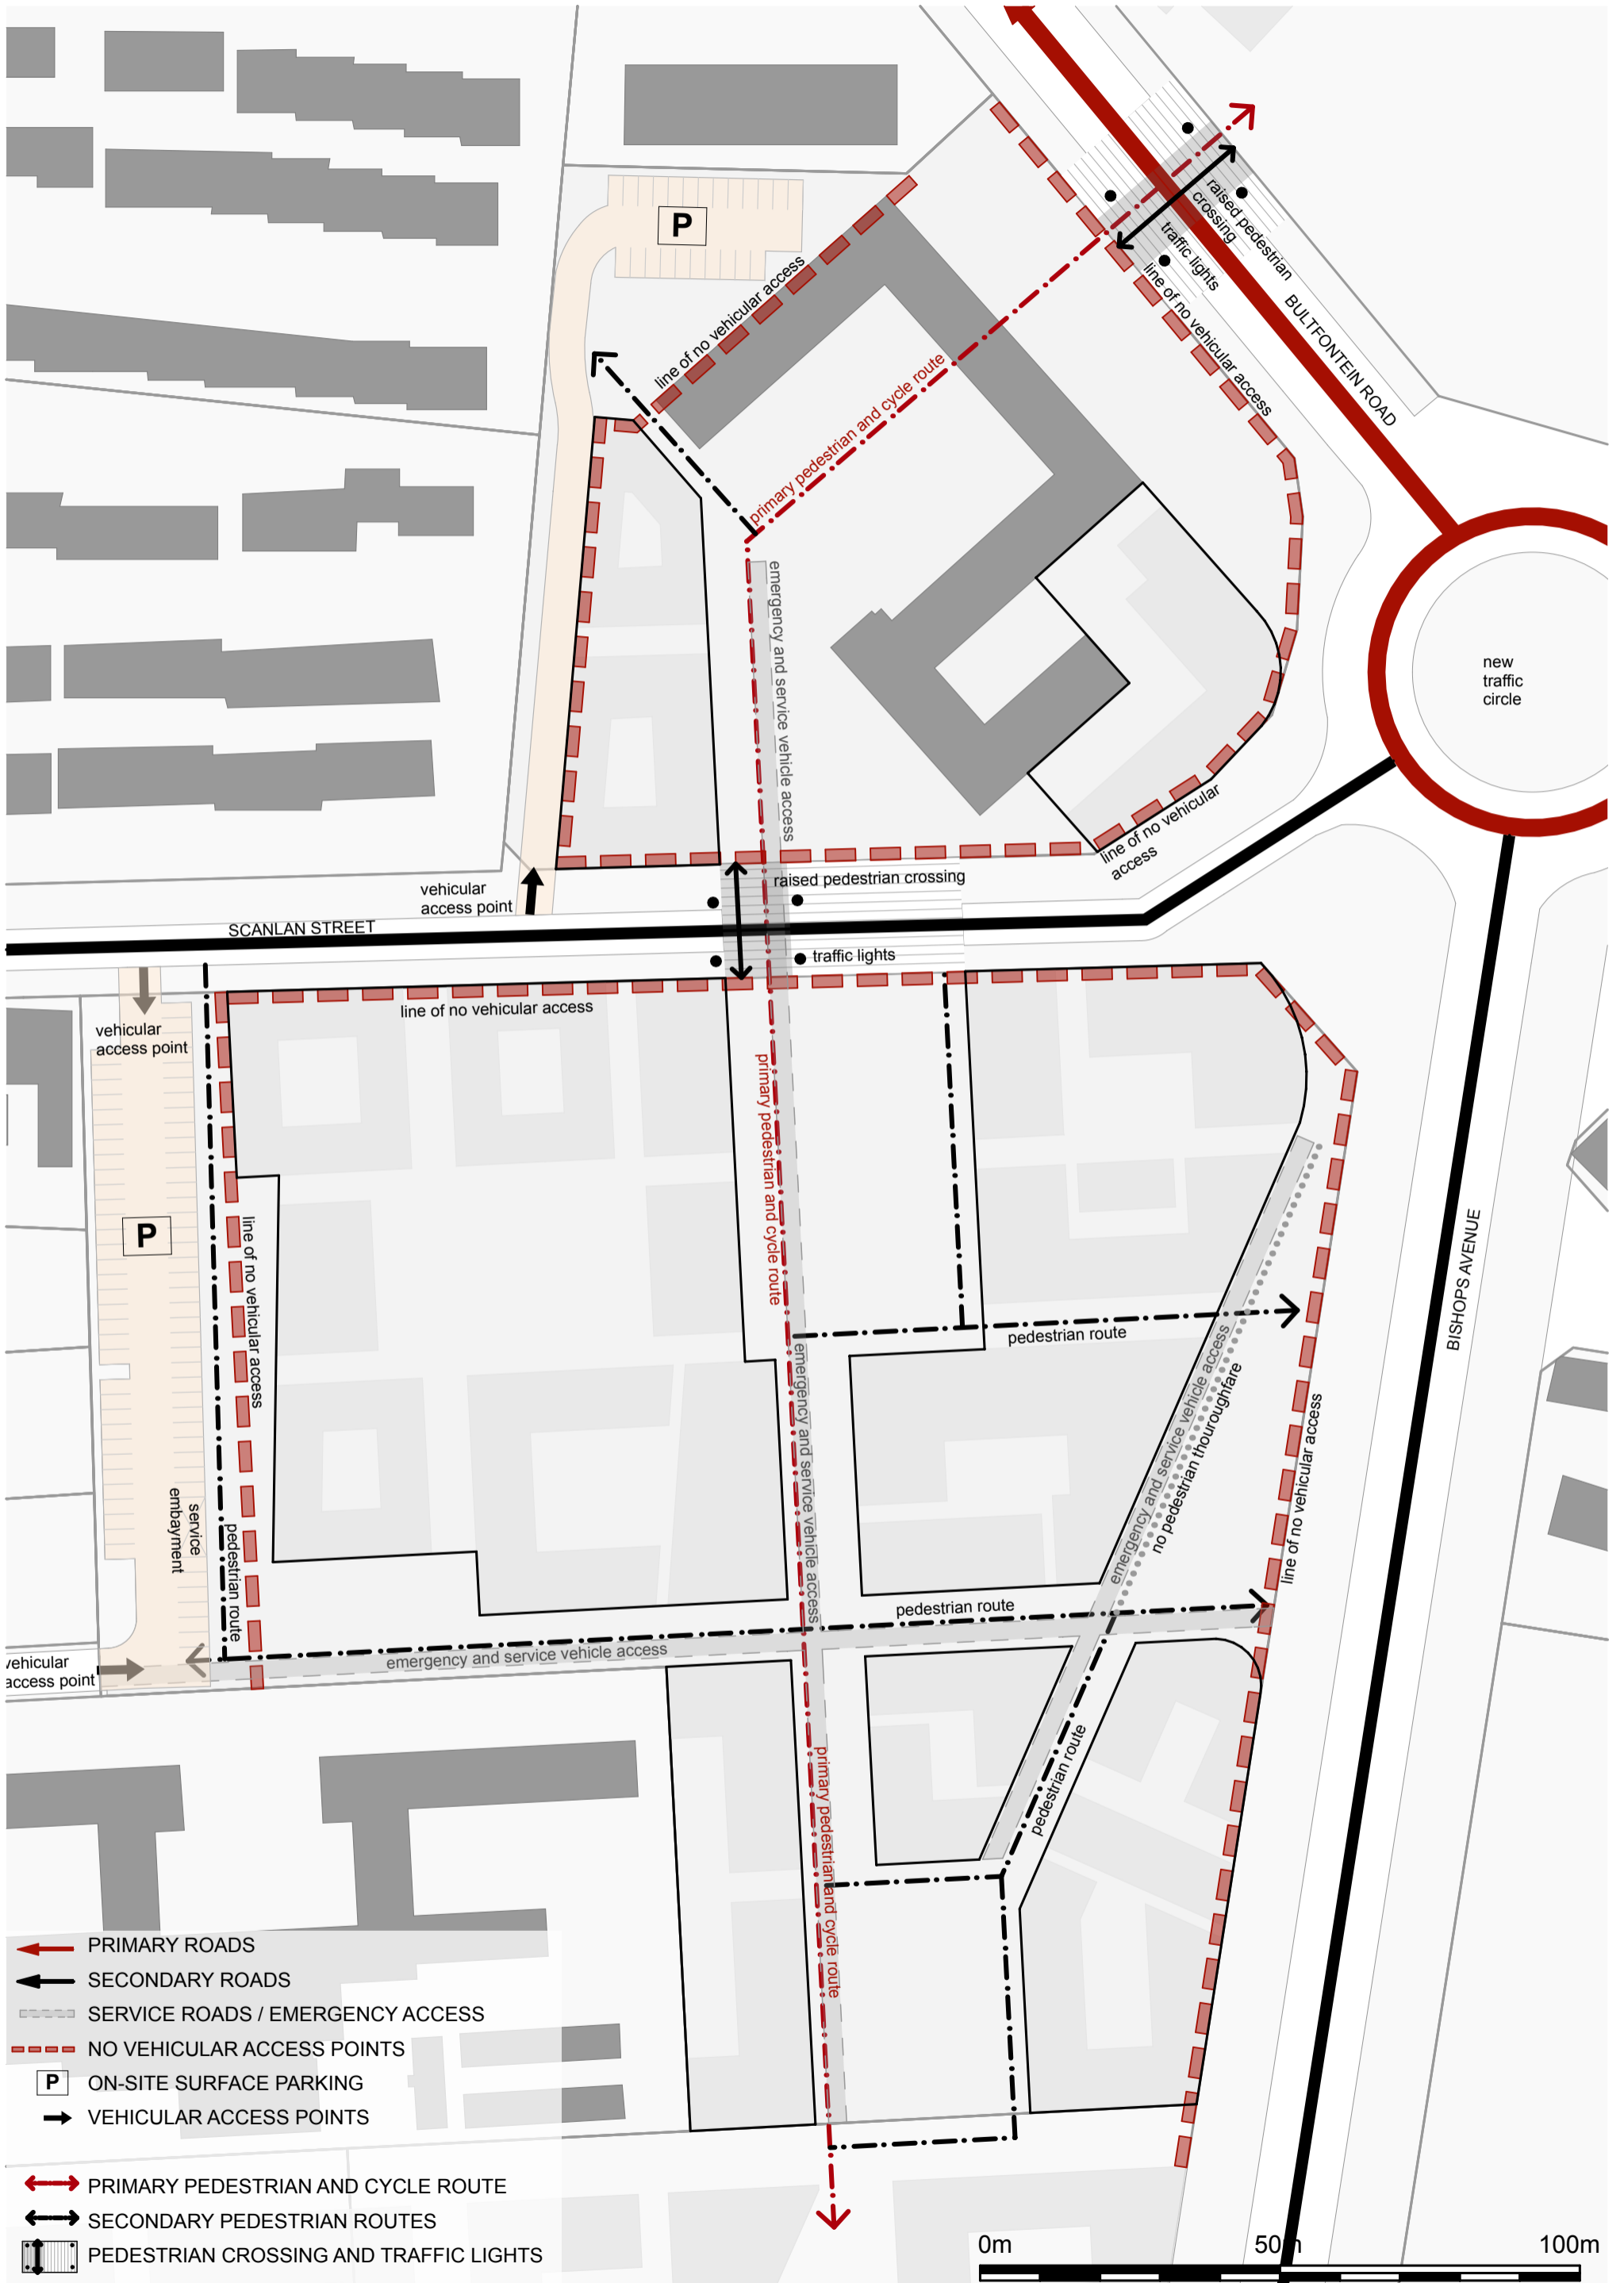 P
line of no vehicular access
raised pedestrian
crossing
traffic lights
line of no vehicular access
BULTFONTEIN ROAD
primary pedestrian and cycle route
emergency and service vehicle access
new
traffic
circle
line of no vehicular
access
vehicular
access point
raised pedestrian crossing
SCANLAN STREET
traffic lights
line of no vehicular access
vehicular
access point
primary pedestrian and cycle route
P
line of no vehicular access
BISHOPS AVENUE
pedestrian route
emergency and service vehicle access
emergency and service vehicle access
no pedestrian thouroughfare
line of no vehicular access
service
embayment
pedestrian route
pedestrian route
emergency and service vehicle access
vehicular
access point
pedestrian route
primary pedestrian and cycle route
PRIMARY ROADS
SECONDARY ROADS
SERVICE ROADS / EMERGENCY ACCESS
NO VEHICULAR ACCESS POINTS
P ON-SITE SURFACE PARKING
VEHICULAR ACCESS POINTS
PRIMARY PEDESTRIAN AND CYCLE ROUTE
SECONDARY PEDESTRIAN ROUTES
PEDESTRIAN CROSSING AND TRAFFIC LIGHTS
0m 50m 100m